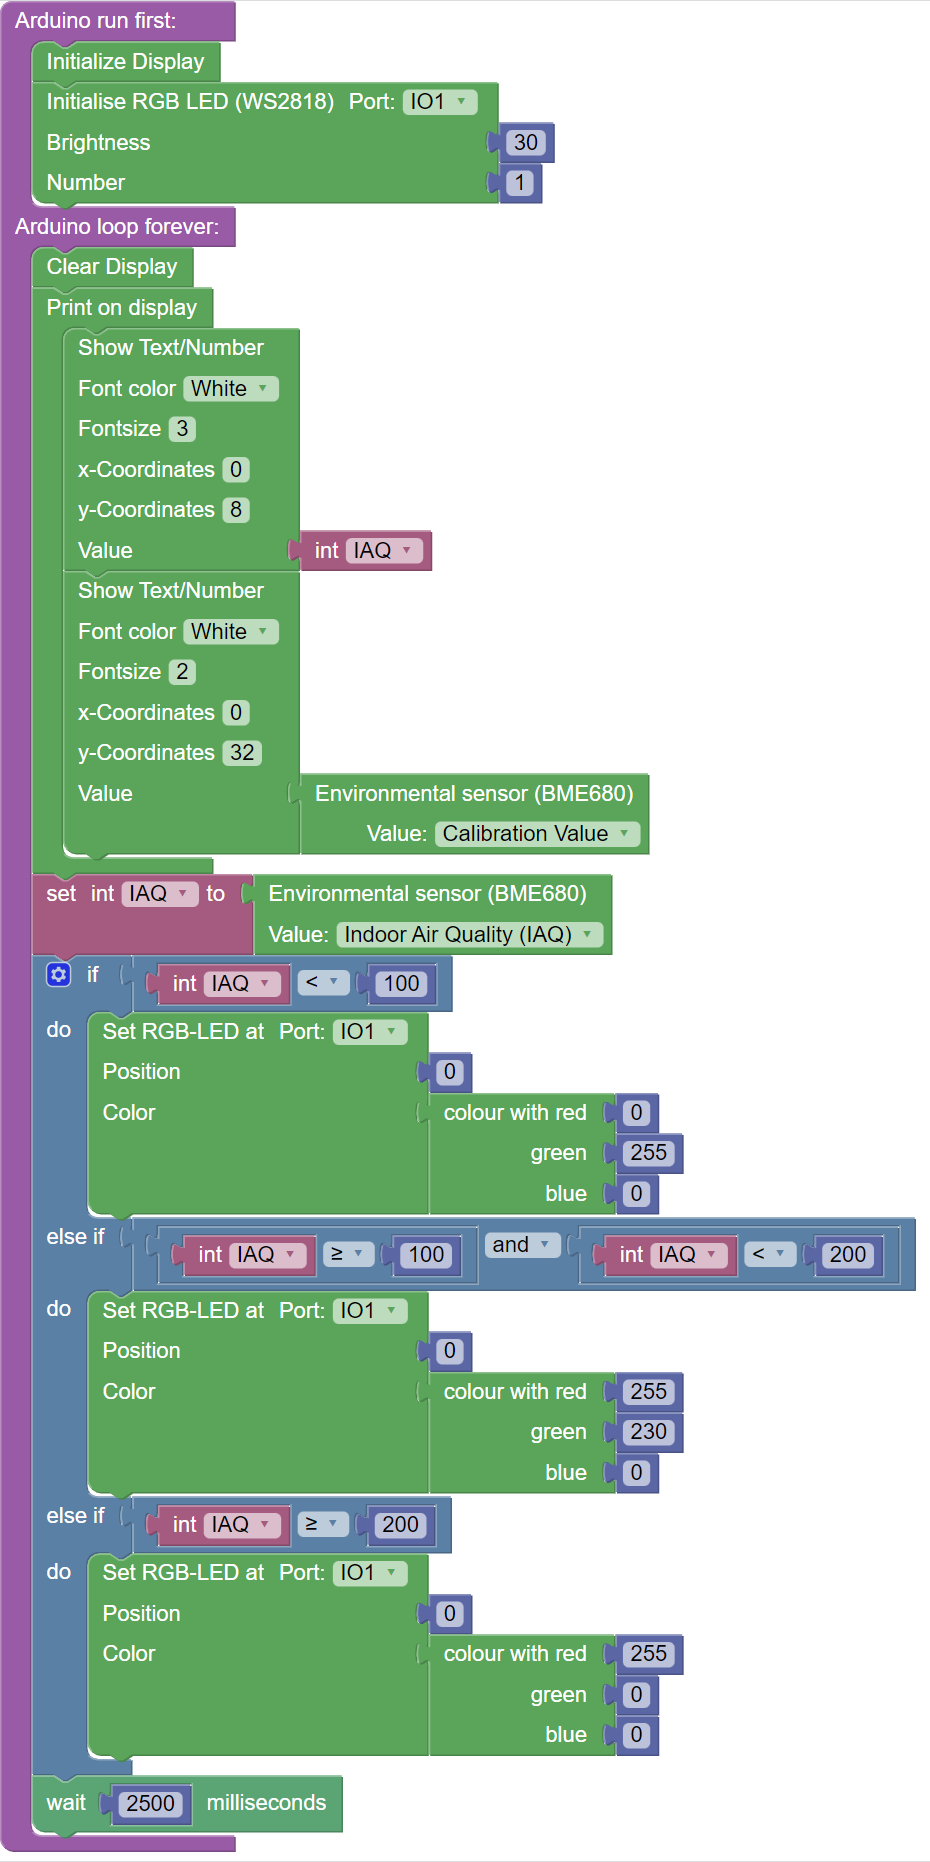 Arduino run first:
Initialize Display
Initialise RGB LED (WS2818) Port: IO1
Brightness 30
Number 1
Arduino loop forever:
Clear Display
Print on display
Show Text/Number
Font color White
Fontsize 3
x-Coordinates 0
y-Coordinates 8
Value int IAQ
Show Text/Number
Font color White
Fontsize 2
x-Coordinates 0
y-Coordinates 32
Value Environmental sensor (BME680)
Value: Calibration Value
set int IAQ to Environmental sensor (BME680)
Value: Indoor Air Quality (IAQ)
if int IAQ < 100
do Set RGB-LED at Port: IO1
Position 0
Color colour with red 0
green 255
blue 0
else if int IAQ ≥ 100 and int IAQ < 200
do Set RGB-LED at Port: IO1
Position 0
Color colour with red 255
green 230
blue 0
else if int IAQ ≥ 200
do Set RGB-LED at Port: IO1
Position 0
Color colour with red 255
green 0
blue 0
wait 2500 milliseconds